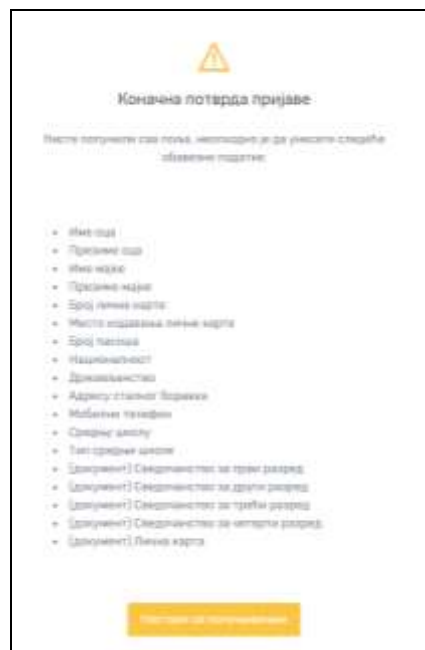 Коначна потврда пријаве
Нисте попунили сва поља, неопходно је да унесете следеће
обавезне податке:
Име оца
Презиме оца
Име мајке
Презиме мајке
Број личне карте
Место издавања личне карте
Број пасоша
Националност
Држављанство
Адресу сталног боравка
Мобилни телефон
Средњу школу
Тип средње школе
(документ) Сведочанство за први разред
(документ) Сведочанство за други разред
(документ) Сведочанство за трећи разред
(документ) Сведочанство за четврти разред
(документ) Лична карта
Настави са попуњавањем